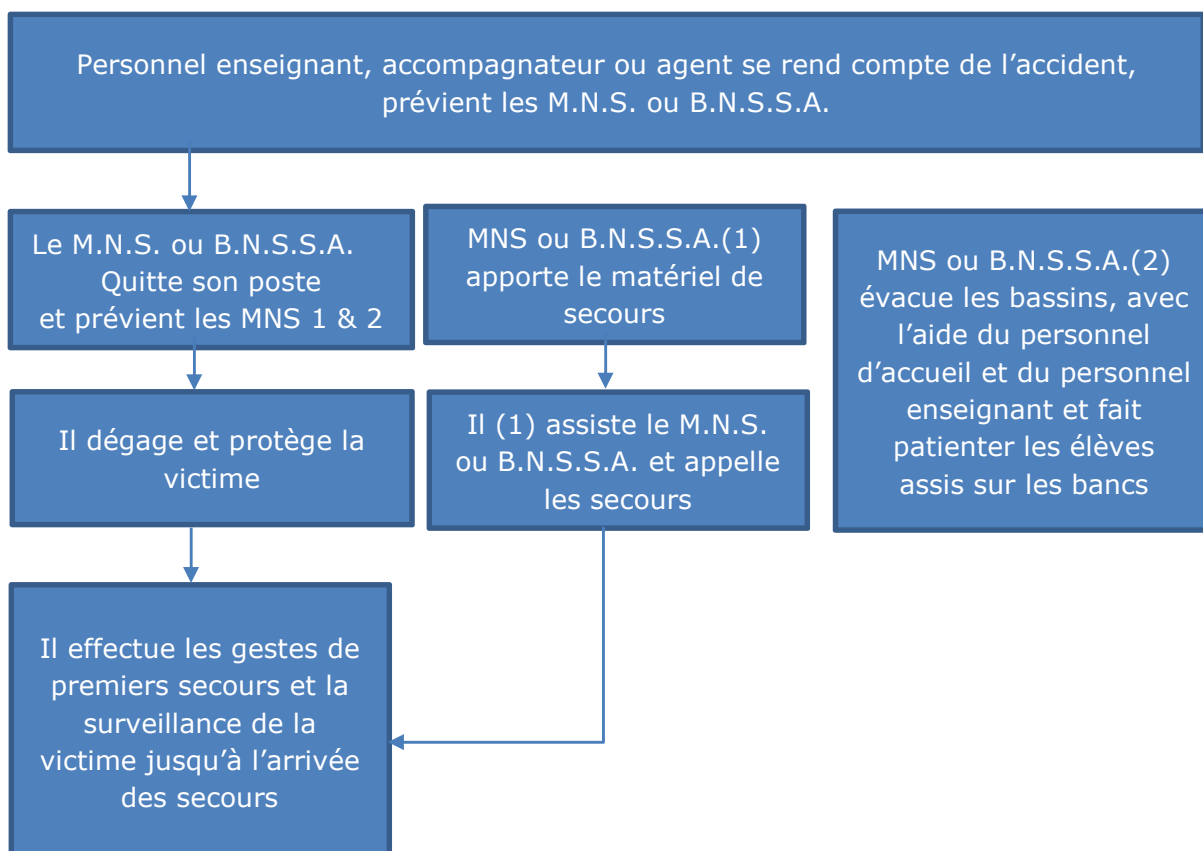 Personnel enseignant, accompagnateur ou agent se rend compte de l’accident,
prévient les M.N.S. ou B.N.S.S.A.
Le M.N.S. ou B.N.S.S.A.
Quitte son poste
et prévient les MNS 1 & 2
MNS ou B.N.S.S.A.(1)
apporte le matériel de
secours
MNS ou B.N.S.S.A.(2)
évacue les bassins, avec
l’aide du personnel
d’accueil et du personnel
enseignant et fait
patienter les élèves
assis sur les bancs
Il dégage et protège la
victime
Il (1) assiste le M.N.S.
ou B.N.S.S.A. et appelle
les secours
Il effectue les gestes de
premiers secours et la
surveillance de la
victime jusqu’à l’arrivée
des secours